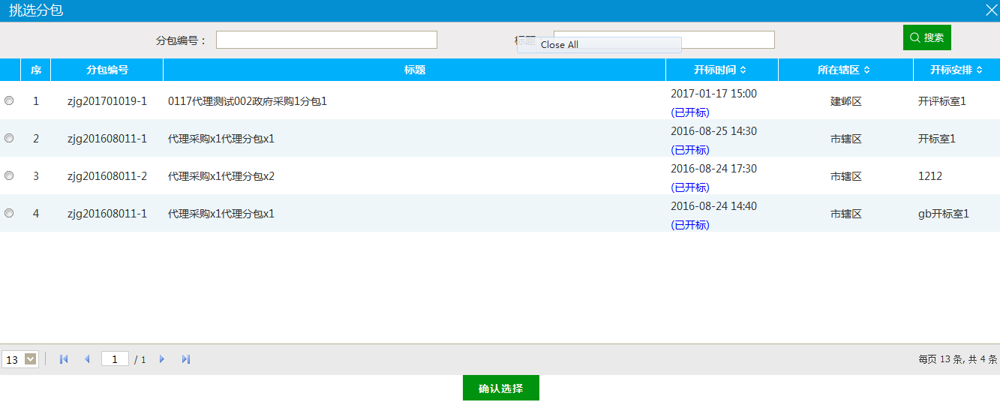 挑选分包
分包编号： 标题： Close All 搜索
序 分包编号 标题 开标时间 所在辖区 开标安排
1 zjg201701019-1 0117代理测试002政府采购1分包1 2017-01-17 15:00 建邺区 开评标室1
(已开标)
2 zjg201608011-1 代理采购x1代理分包x1 2016-08-25 14:30 市辖区 开标室1
(已开标)
3 zjg201608011-2 代理采购x1代理分包x2 2016-08-24 17:30 市辖区 1212
(已开标)
4 zjg201608011-1 代理采购x1代理分包x1 2016-08-24 14:40 市辖区 gb开标室1
(已开标)
13 1 / 1 每页 13 条, 共 4 条
确认选择